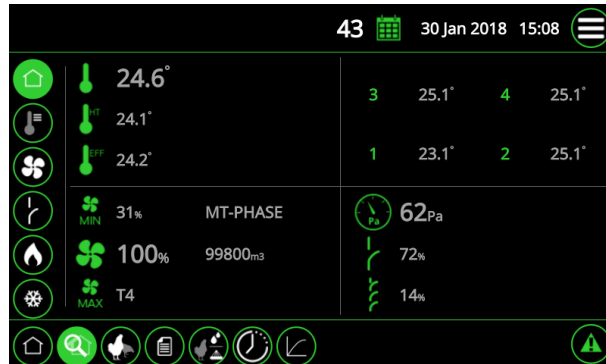 43 30 Jan 2018 15:08
24.6°
HT 24.1°
EFF 24.2°
3 25.1° 4 25.1°
1 23.1° 2 25.1°
MIN 31% MT-PHASE
100% 99800m3
MAX T4
Pa 62Pa
72%
14%
A